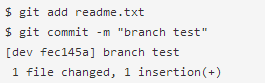 $ git add readme.txt
$ git commit -m "branch test"
[dev fec145a] branch test
 1 file changed, 1 insertion(+)